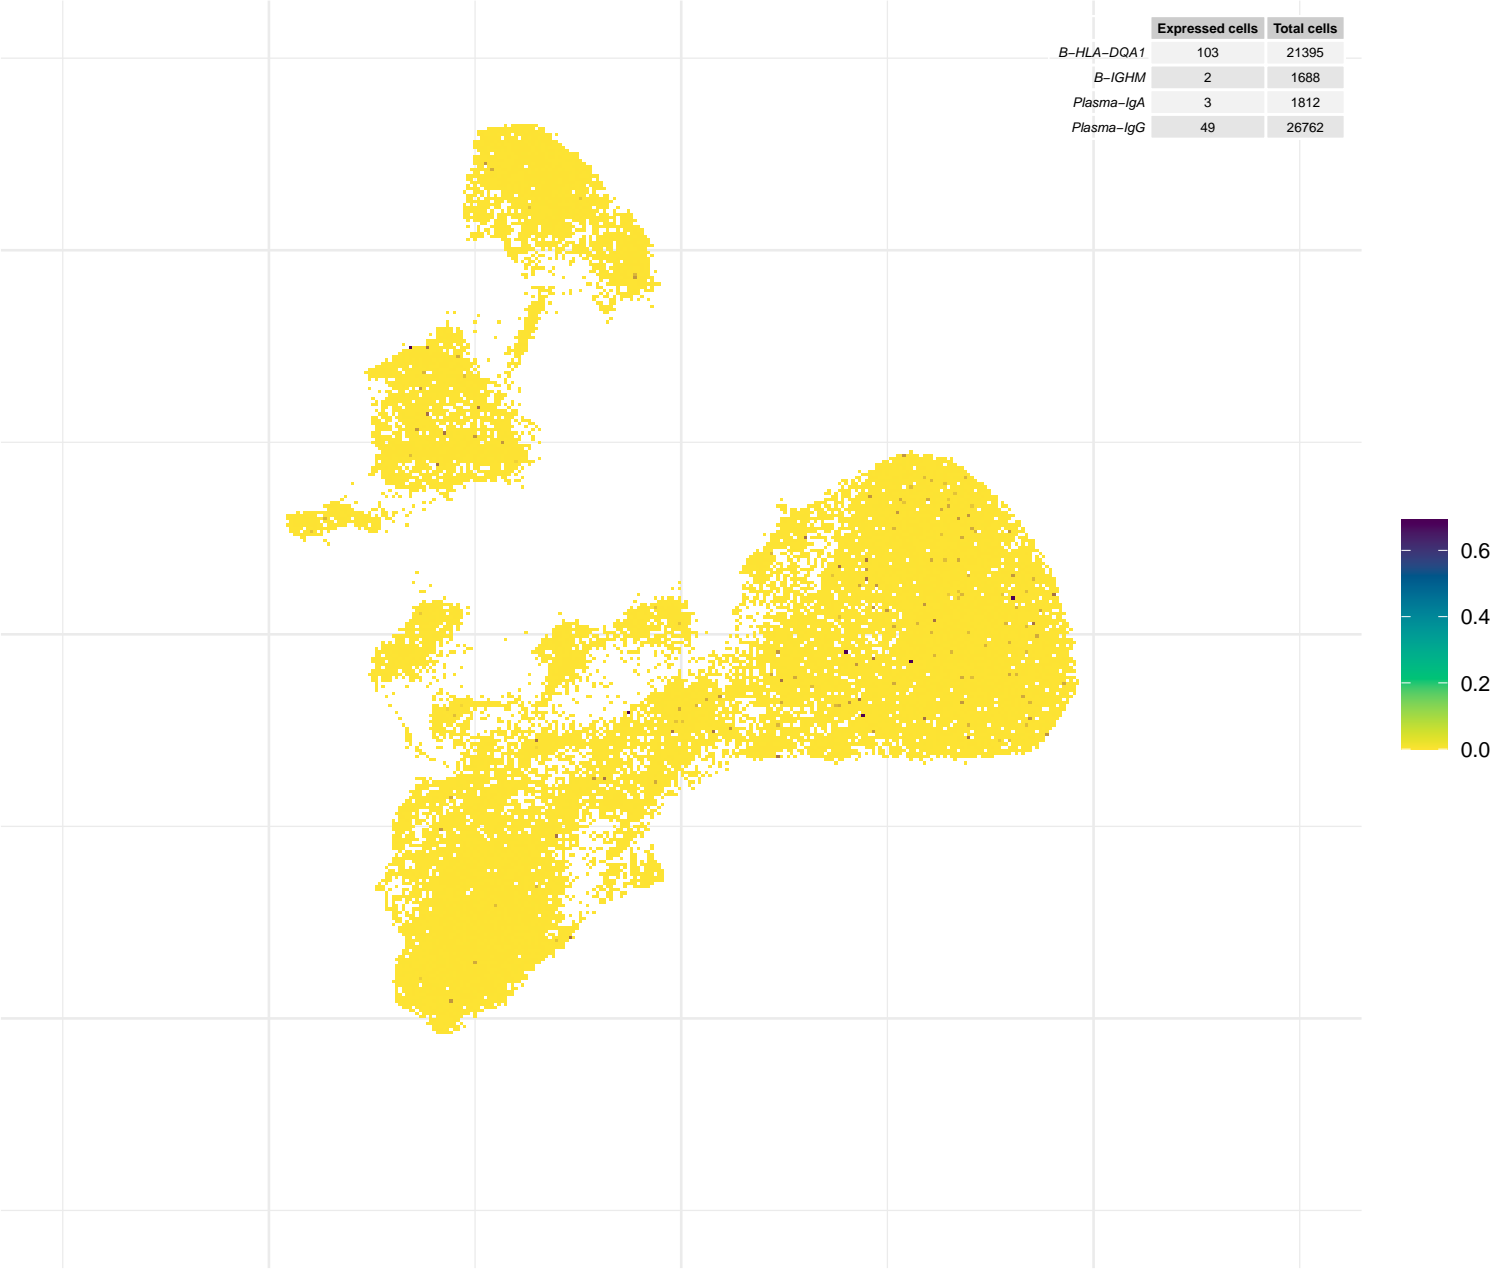 Expressed cells Total cells
B−HLA−DQA1 103 21395
B−IGHM 2 1688
Plasma−IgA 3 1812
Plasma−IgG 49 26762
0.6
0.4
0.2
0.0